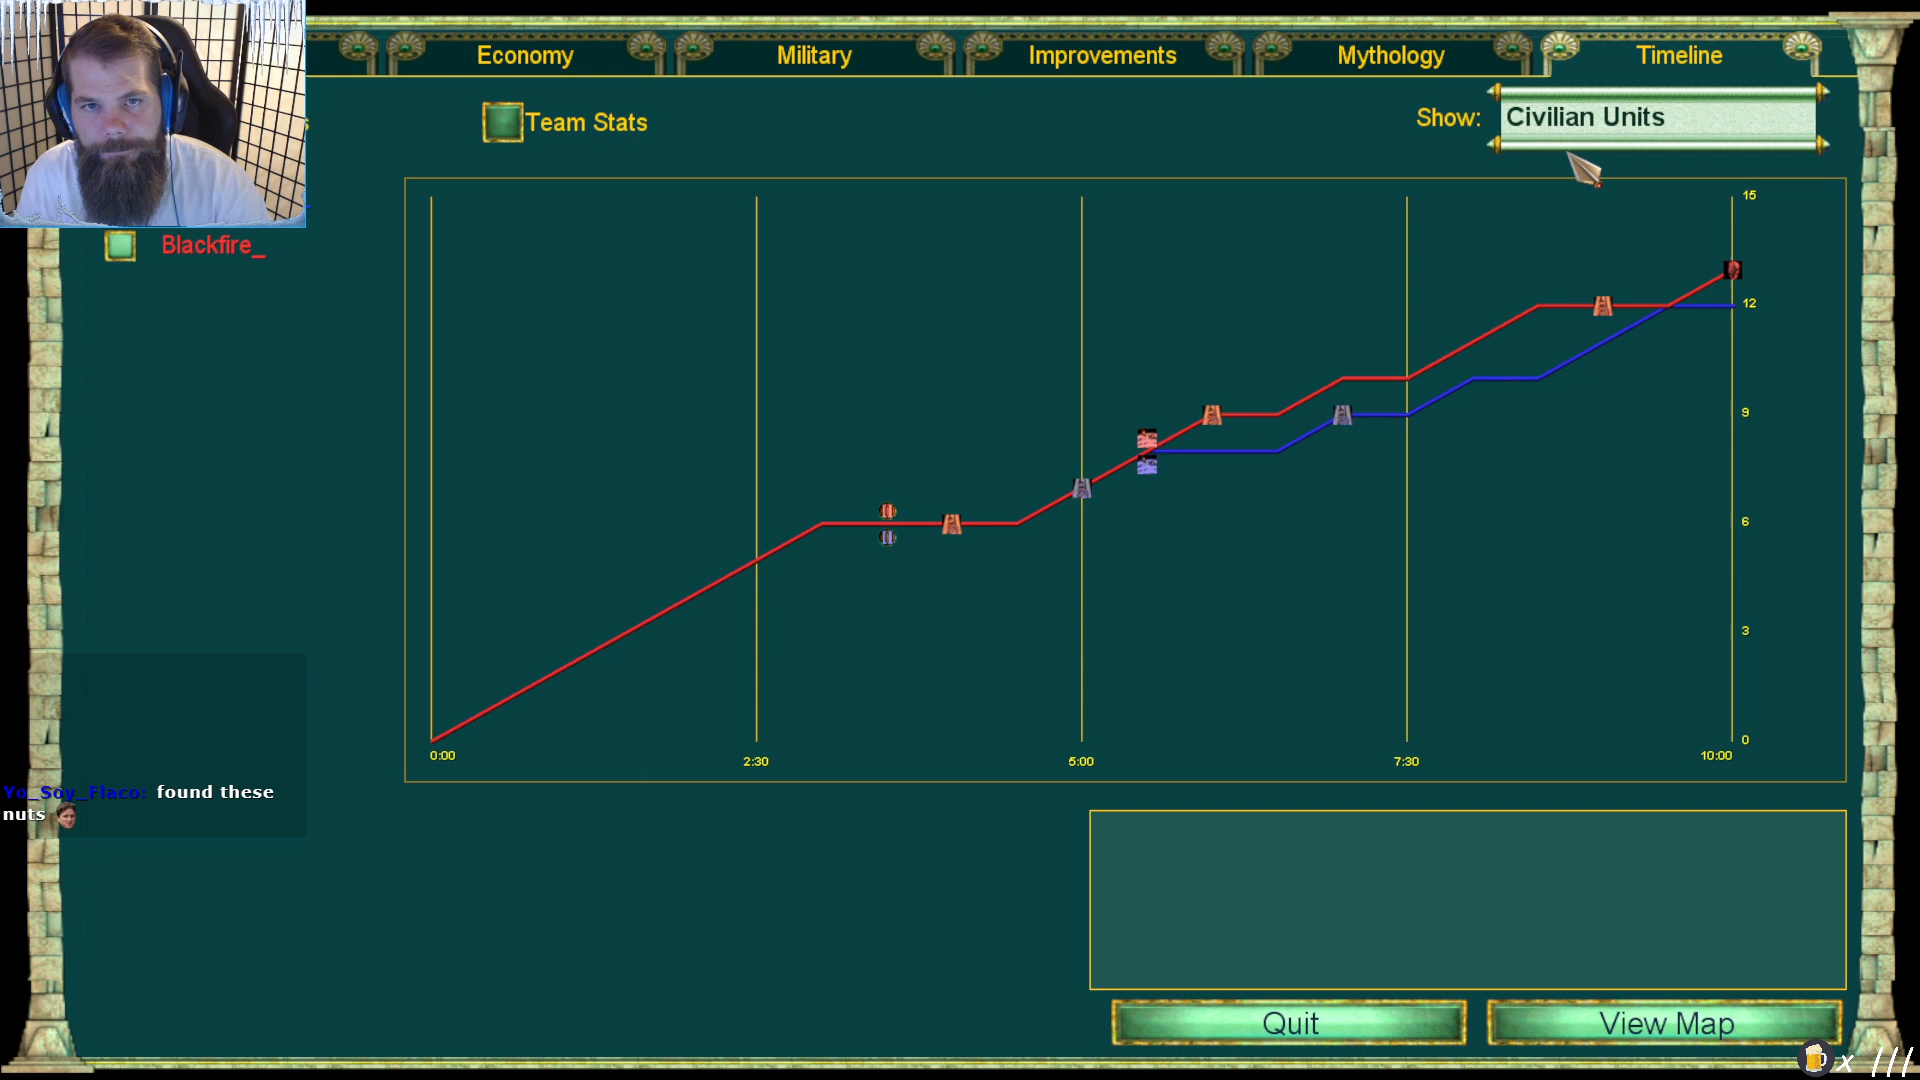 Economy
Military
Improvements
Mythology
Timeline
Team Stats
Show:
Civilian Units
Blackfire_
15
12
9
6
3
0
0:00
2:30
5:00
7:30
10:00
Yo_Soy_Flaco: found these
nuts
Quit
View Map
x ///